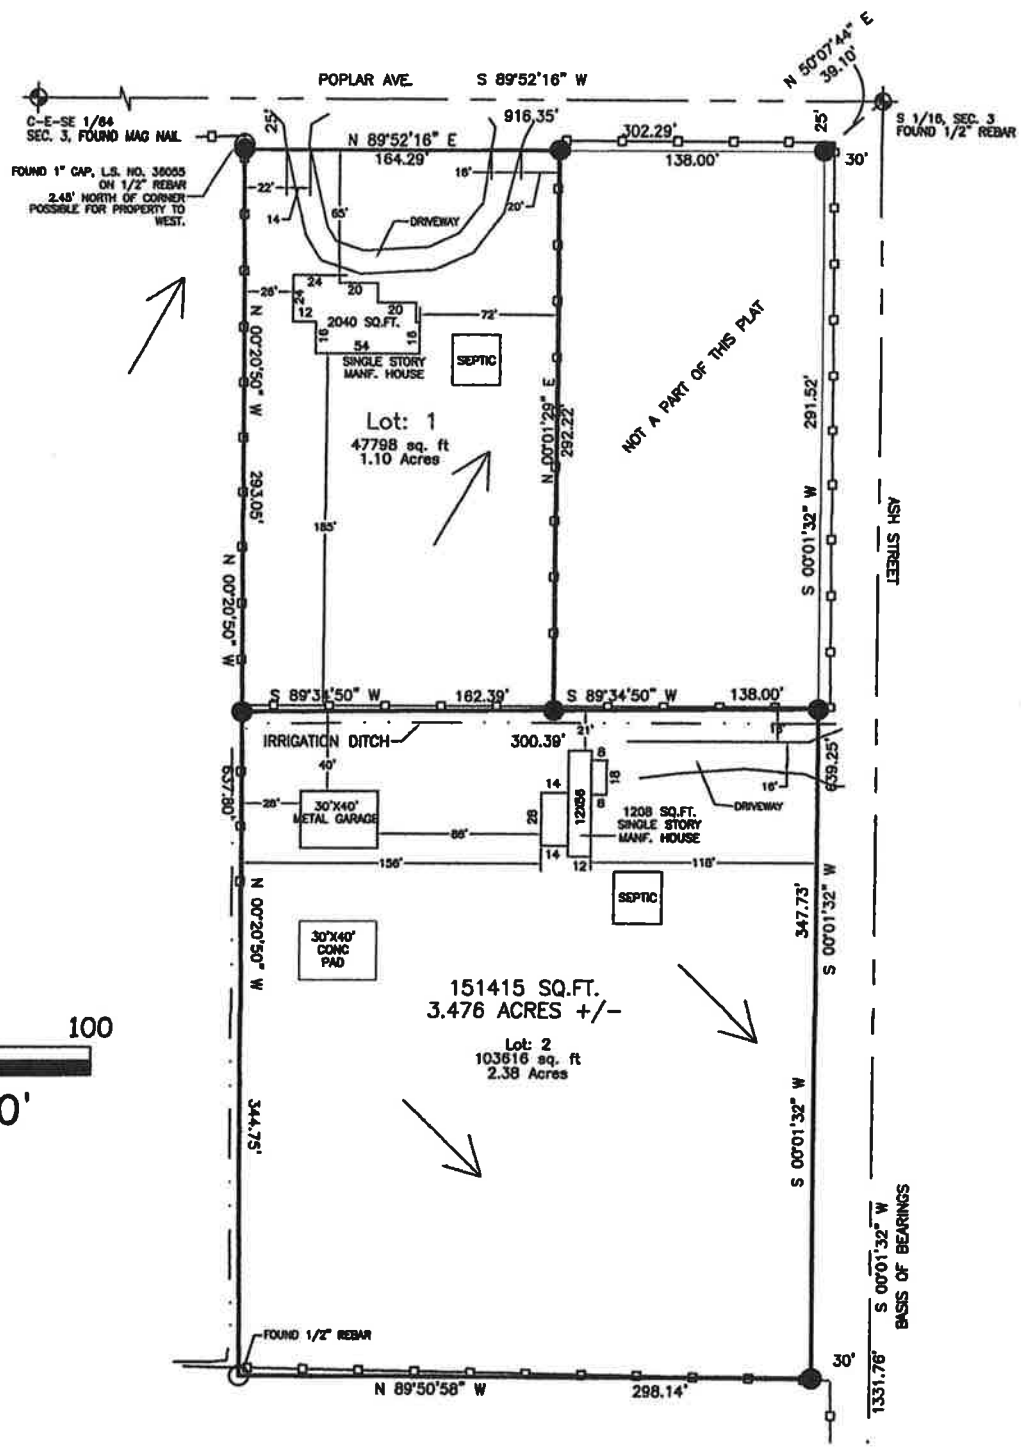 N 50°07'44" E
39.10'
POPLAR AVE.
S 89°52'16" W
C-E-SE 1/64
SEC. 3, FOUND MAG NAIL
25'
916.35'
25'
S 1/16, SEC. 3
FOUND 1/2" REBAR
N 89°52'16" E
164.29'
302.29'
138.00'
30'
FOUND 1" CAP, L.S. NO. 36055
ON 1/2" REBAR
2.45' NORTH OF CORNER
POSSIBLE FOR PROPERTY TO
WEST.
22'
14
65'
16'
20'
DRIVEWAY
26'
24
24
20
20
12
16
2040 SQ.FT.
18
54
72'
SINGLE STORY
MANF. HOUSE
SEPTIC
N 00°20'50" W
293.05'
N 00°20'50" W
Lot: 1
47798 sq. ft
1.10 Acres
185'
N 00°01'29" E
292.22'
NOT A PART OF THIS PLAT
291.52'
S 00°01'32" W
ASH STREET
S 89°34'50" W
162.39'
S 89°34'50" W
138.00'
IRRIGATION DITCH
300.39'
21'
637.80'
40'
28'
30'X40'
METAL GARAGE
86'
156'
14
28
14
12X56
12
8
18
8
1208 SQ.FT.
SINGLE STORY
MANF. HOUSE
118'
16'
DRIVEWAY
639.25'
SEPTIC
347.73'
S 00°01'32" W
N 00°20'50" W
30'X40'
CONC
PAD
151415 SQ.FT.
3.476 ACRES +/-
Lot: 2
103616 sq. ft
2.38 Acres
100
0'
344.75'
S 00°01'32" W
S 00°01'32" W
BASIS OF BEARINGS
1331.76'
FOUND 1/2" REBAR
N 89°50'58" W
298.14'
30'